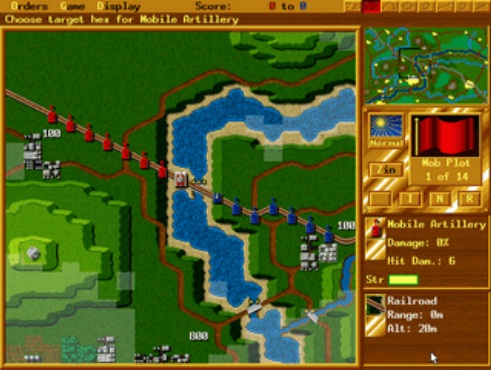 Orders Game Display Score: 0 to 0
Choose target hex for Mobile Artillery
100
100
800
Normal
Mob Plot
1 of 14
I N R
Mobile Artillery
Damage: 0%
Hit Dam.: 6
Str
Railroad
Range: 0m
Alt: 20m